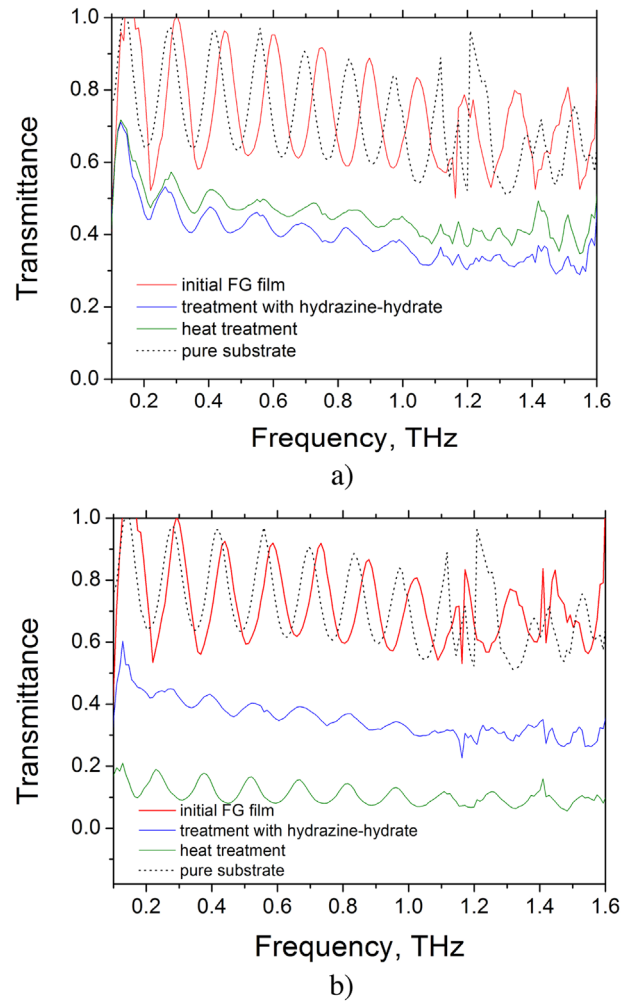 1.0
0.8
0.6
0.4
0.2
0.0
Transmittance
initial FG film
treatment with hydrazine-hydrate
heat treatment
pure substrate
0.2 0.4 0.6 0.8 1.0 1.2 1.4 1.6
Frequency, THz
a)
1.0
0.8
0.6
0.4
0.2
0.0
Transmittance
initial FG film
treatment with hydrazine-hydrate
heat treatment
pure substrate
0.2 0.4 0.6 0.8 1.0 1.2 1.4 1.6
Frequency, THz
b)